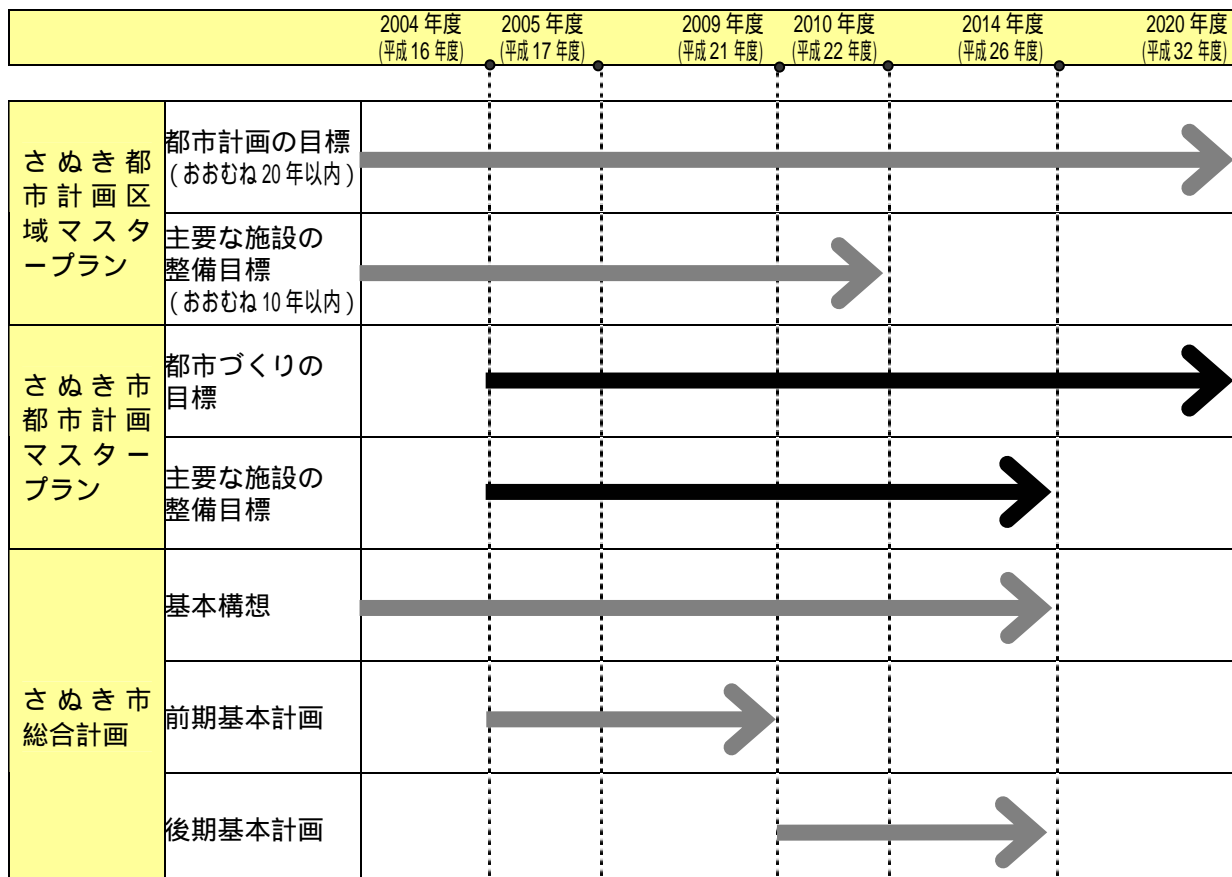 2004 年度 2005 年度 2009 年度 2010 年度 2014 年度 2020 年度
(平成 16 年度) (平成 17 年度) (平成 21 年度) (平成 22 年度) (平成 26 年度) (平成 32 年度)
さぬき都
市計画区
域マスタ
ープラン
都市計画の目標
(おおむね 20 年以内)
主要な施設の
整備目標
(おおむね 10 年以内)
さぬき市
都市計画
マスター
プラン
都市づくりの
目標
主要な施設の
整備目標
さぬき市
総合計画
基本構想
前期基本計画
後期基本計画